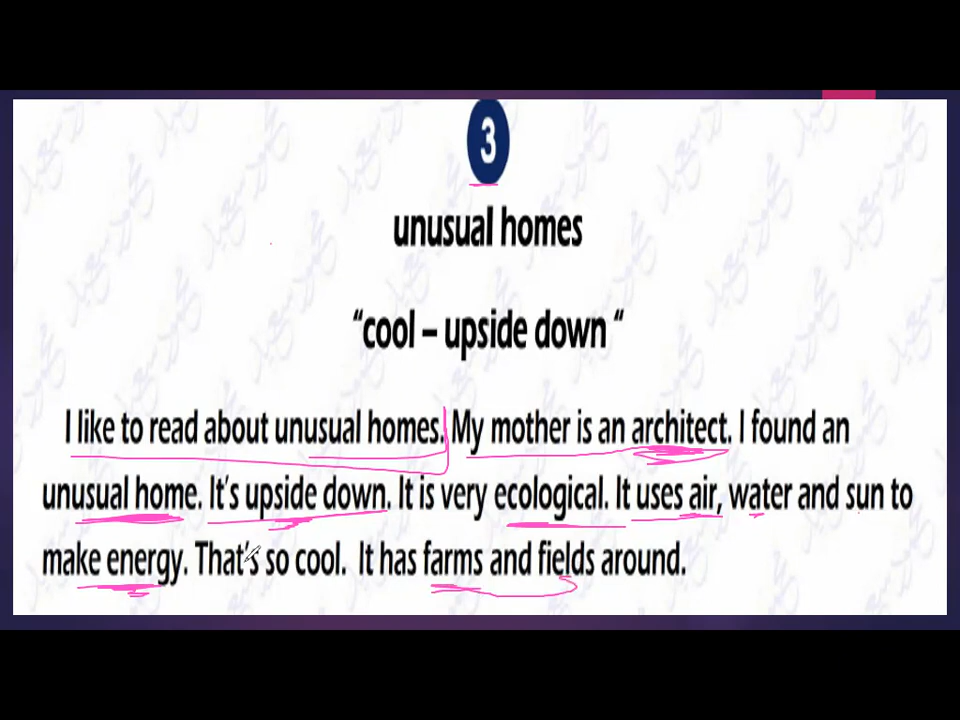 3
unusual homes
“cool – upside down “
I like to read about unusual homes. My mother is an architect. I found an
unusual home. It's upside down. It is very ecological. It uses air, water and sun to
make energy. That's so cool. It has farms and fields around.